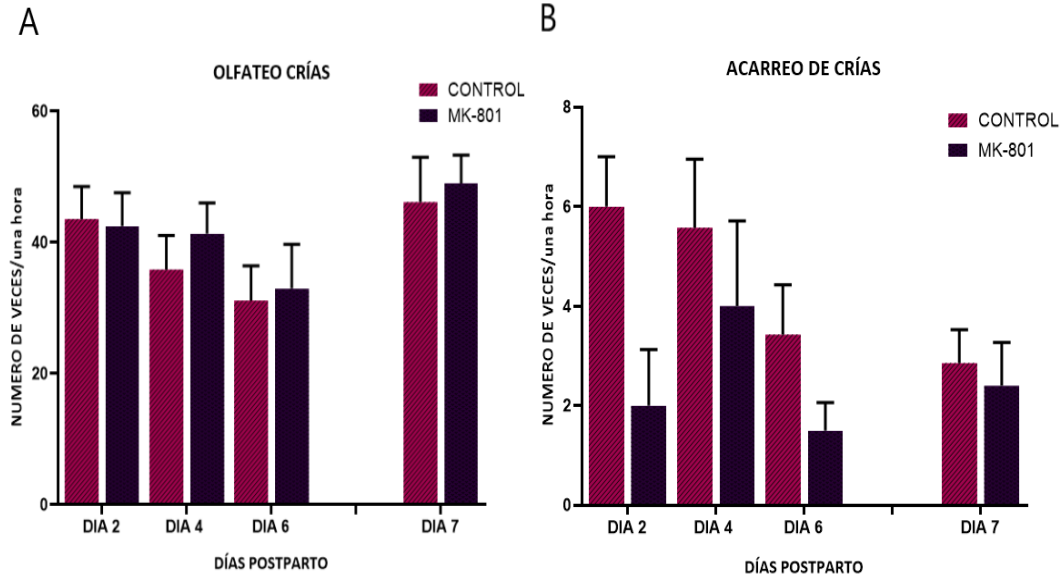 A
OLFATEO CRÍAS
CONTROL
MK-801
NUMERO DE VECES/una hora
60
40
20
0
DIA 2 DIA 4 DIA 6 DIA 7
DÍAS POSTPARTO
B
ACARREO DE CRÍAS
CONTROL
MK-801
NUMERO DE VECES/una hora
8
6
4
2
0
DIA 2 DIA 4 DIA 6 DIA 7
DÍAS POSTPARTO